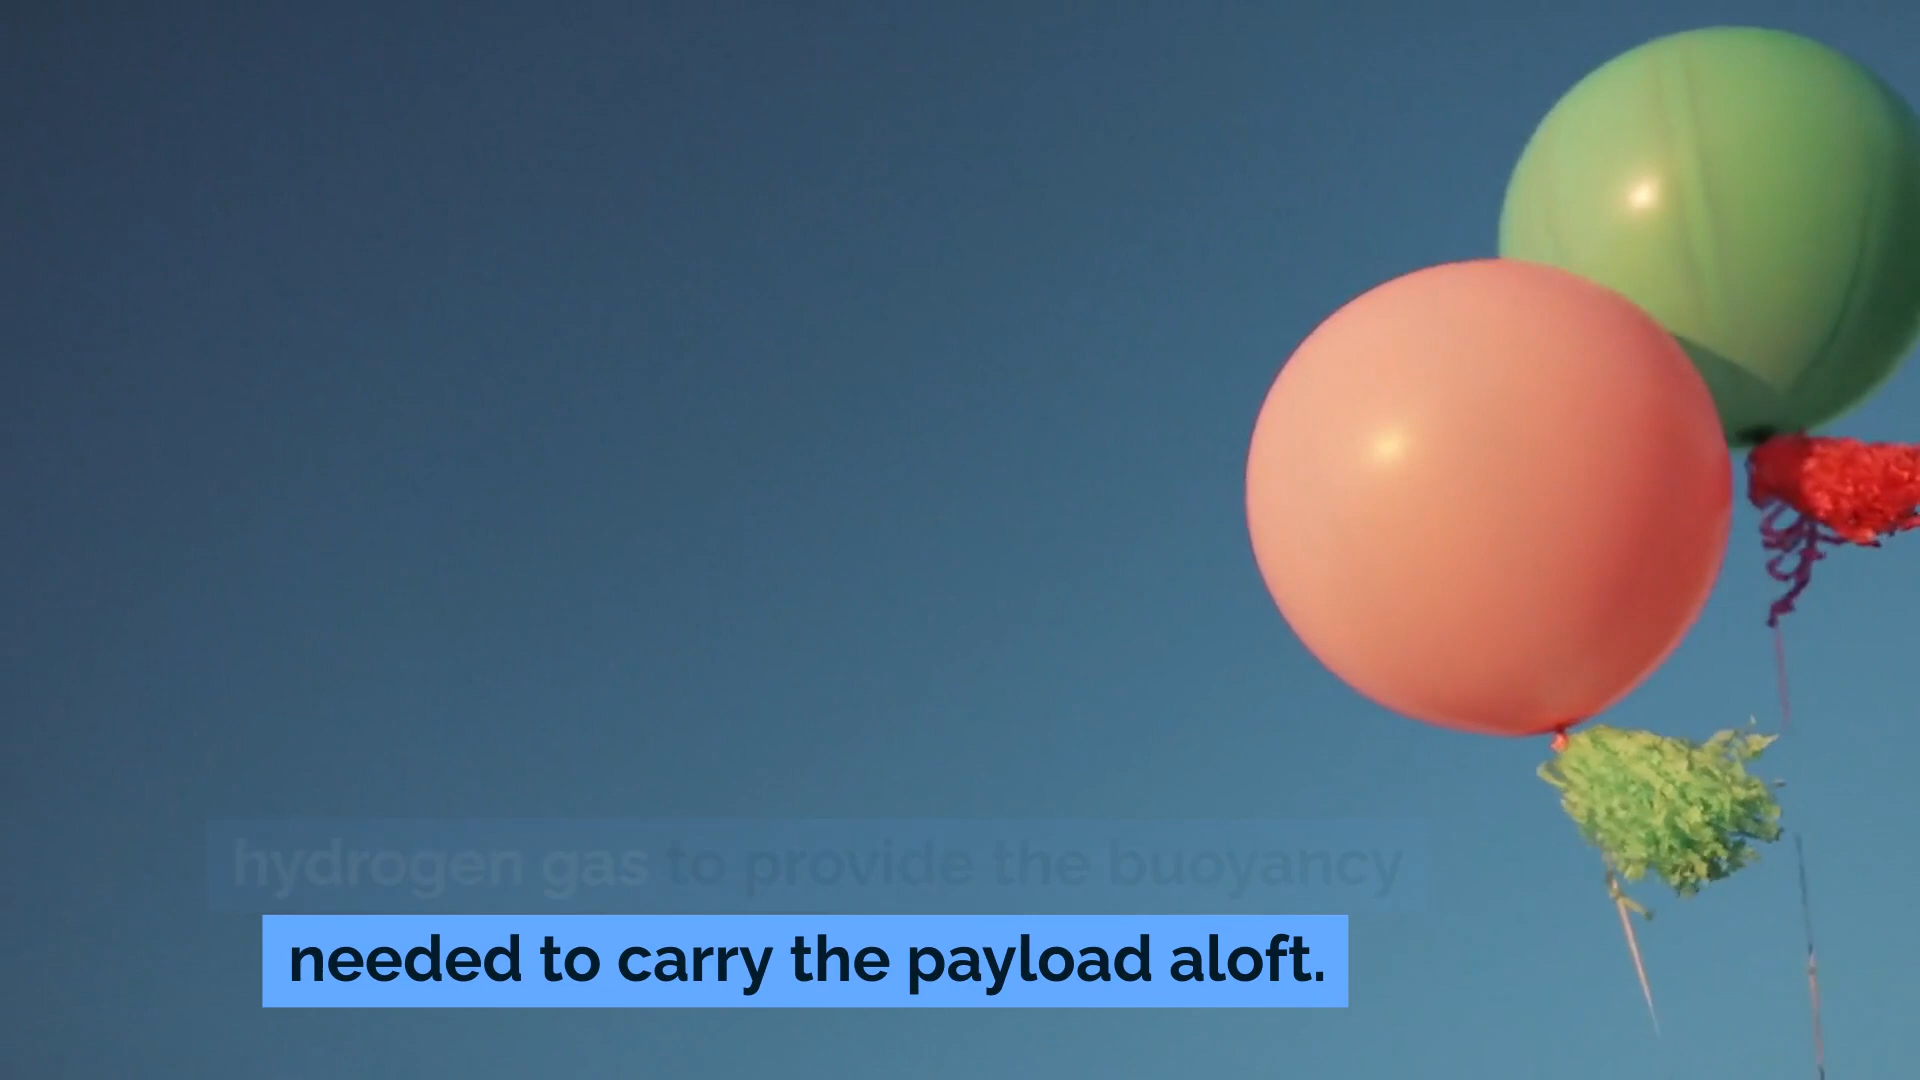 hydrogen gas to provide the buoyancy
needed to carry the payload aloft.